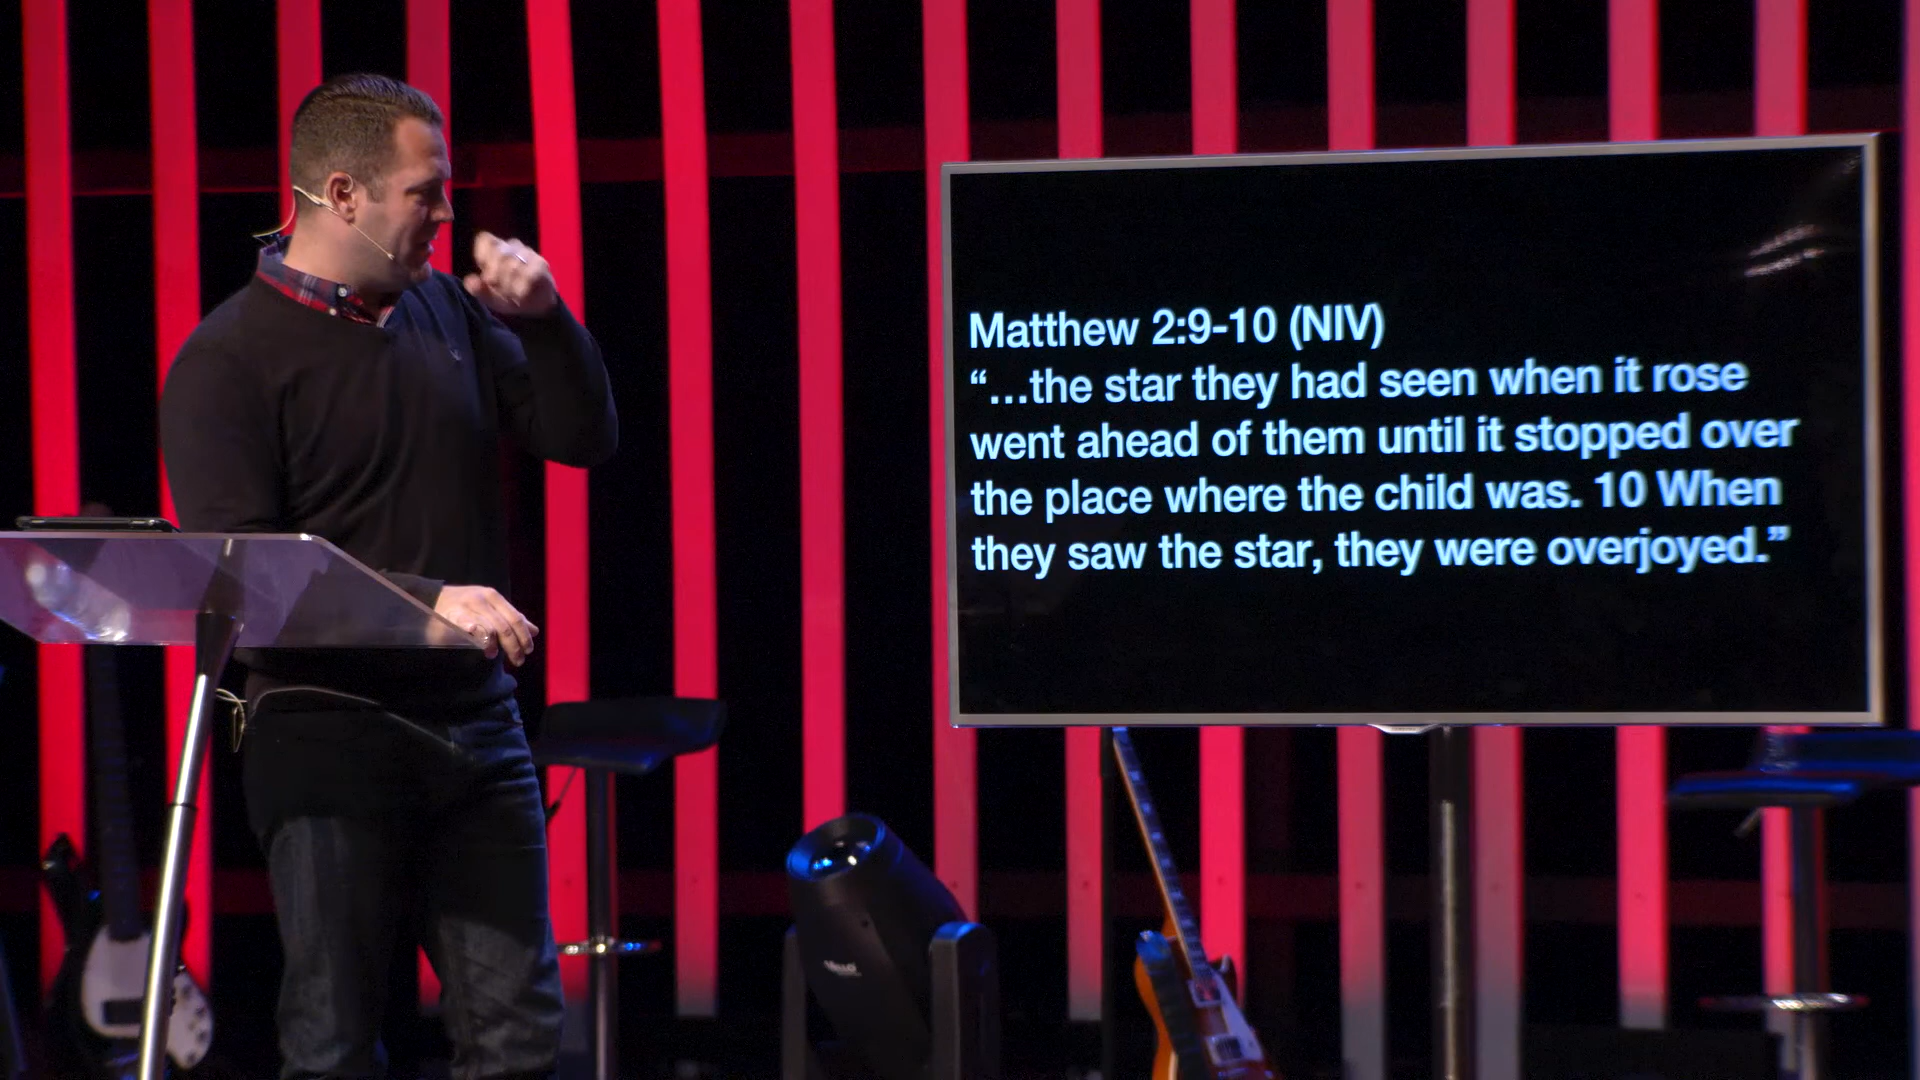 Matthew 2:9-10 (NIV)
“...the star they had seen when it rose
went ahead of them until it stopped over
the place where the child was. 10 When
they saw the star, they were overjoyed.”